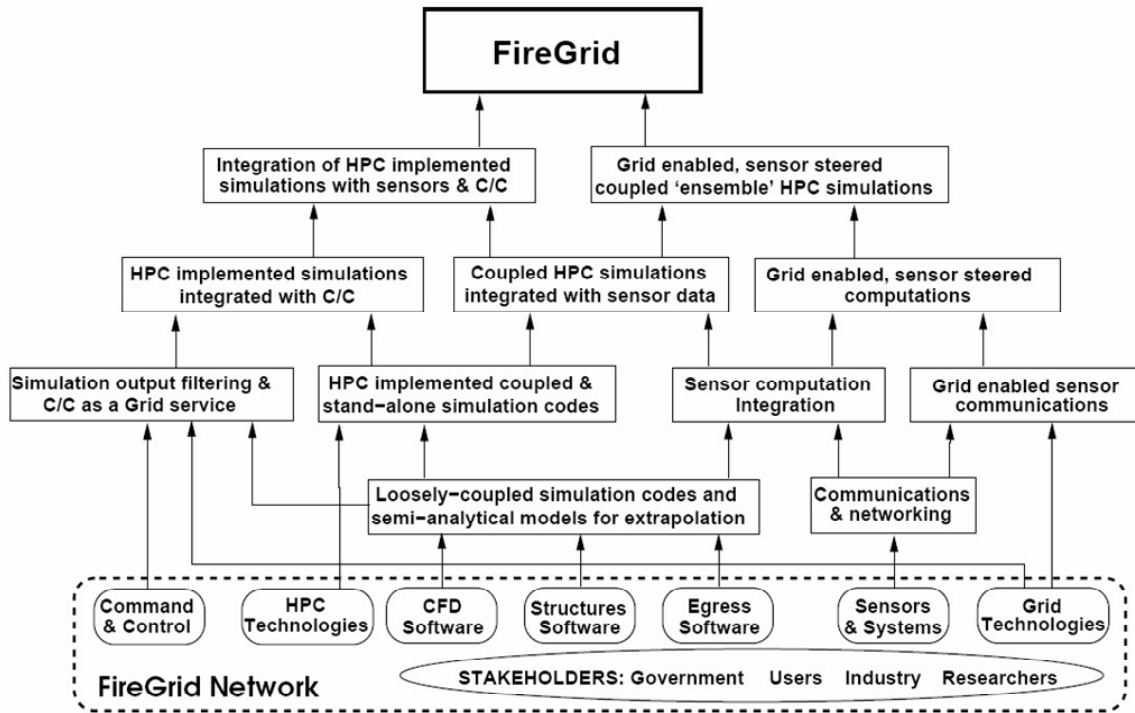 FireGrid
Integration of HPC implemented
simulations with sensors & C/C
Grid enabled, sensor steered
coupled ‘ensemble’ HPC simulations
HPC implemented simulations
integrated with C/C
Coupled HPC simulations
integrated with sensor data
Grid enabled, sensor steered
computations
Simulation output filtering &
C/C as a Grid service
HPC implemented coupled &
stand–alone simulation codes
Sensor computation
Integration
Grid enabled sensor
communications
Loosely–coupled simulation codes and
semi–analytical models for extrapolation
Communications
& networking
Command
& Control
HPC
Technologies
CFD
Software
Structures
Software
Egress
Software
Sensors
& Systems
Grid
Technologies
STAKEHOLDERS: Government Users Industry Researchers
FireGrid Network